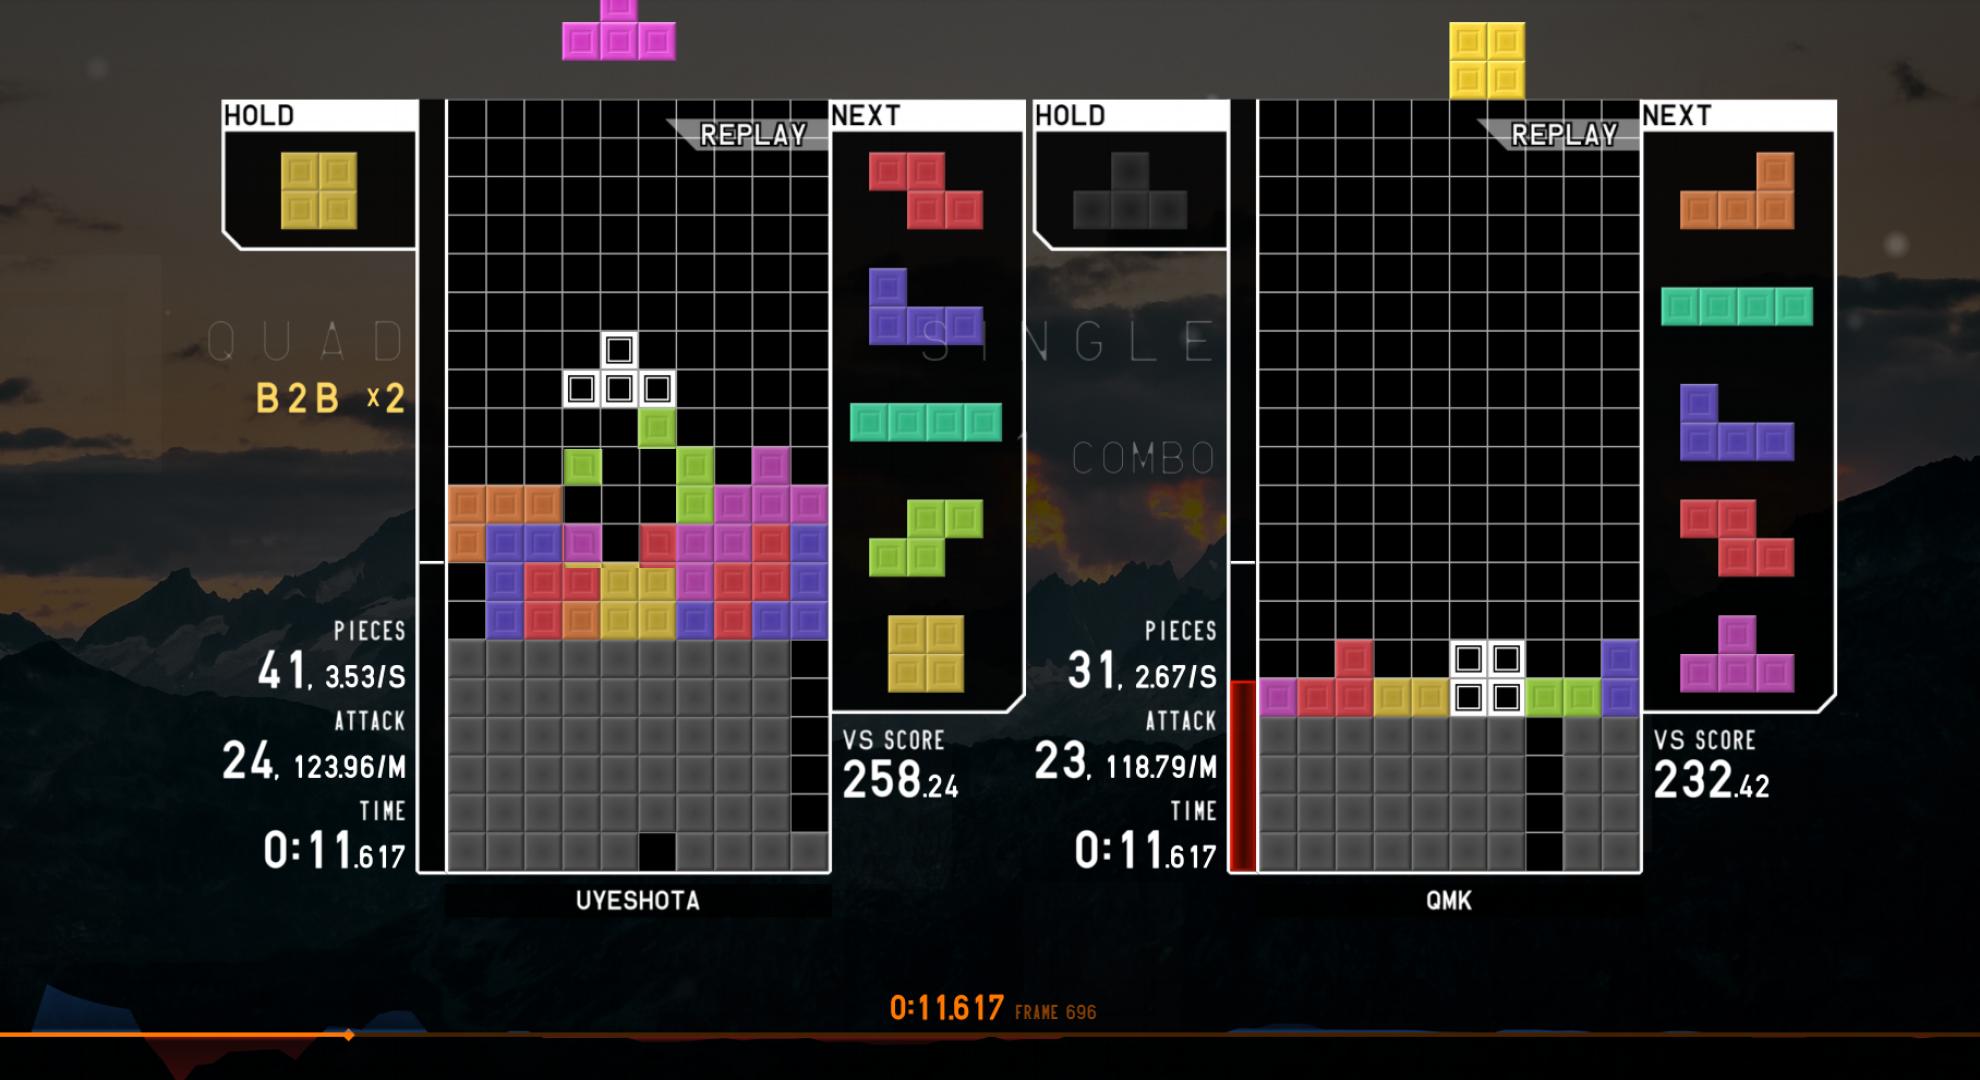 HOLD
NEXT
HOLD
NEXT
REPLAY
REPLAY
QUAD
B2B x2
SINGLE
COMBO
PIECES
41, 3.53/S
ATTACK
24, 123.96/M
TIME
0:11.617
VS SCORE
258.24
PIECES
31, 2.67/S
ATTACK
23, 118.79/M
TIME
0:11.617
VS SCORE
232.42
UYESHOTA
QMK
0:11.617 FRAME 696